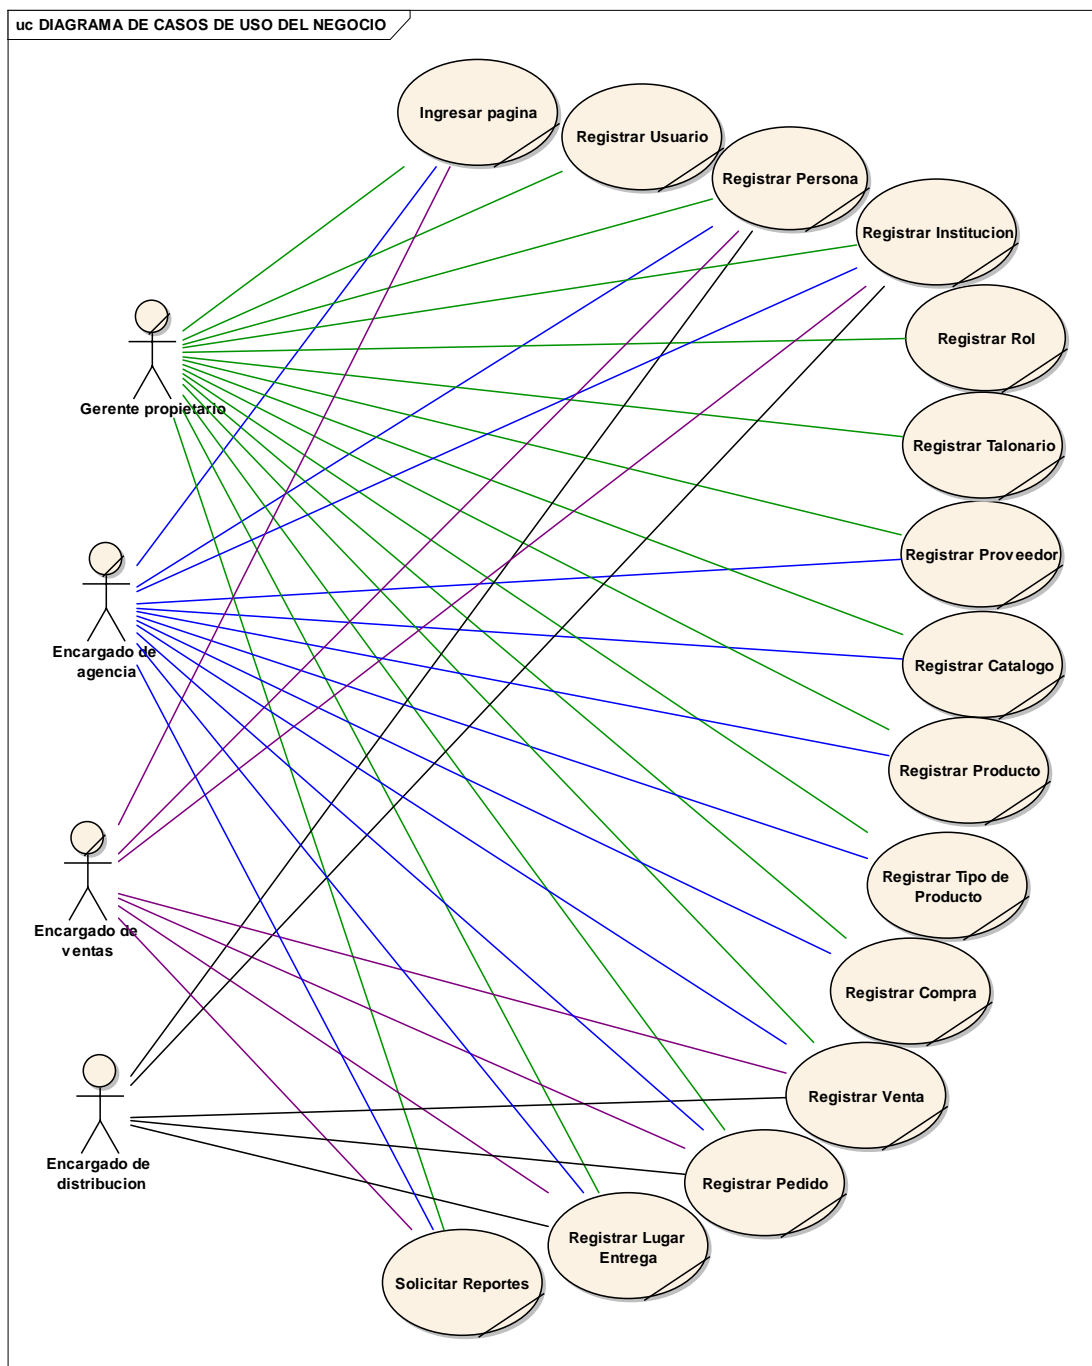 uc DIAGRAMA DE CASOS DE USO DEL NEGOCIO
Ingresar pagina
Registrar Usuario
Registrar Persona
Registrar Institucion
Registrar Rol
Gerente propietario
Registrar Talonario
Registrar Proveedor
Encargado de
agencia
Registrar Catalogo
Registrar Producto
Registrar Tipo de
Producto
Encargado de
ventas
Registrar Compra
Registrar Venta
Encargado de
distribucion
Registrar Pedido
Registrar Lugar
Entrega
Solicitar Reportes